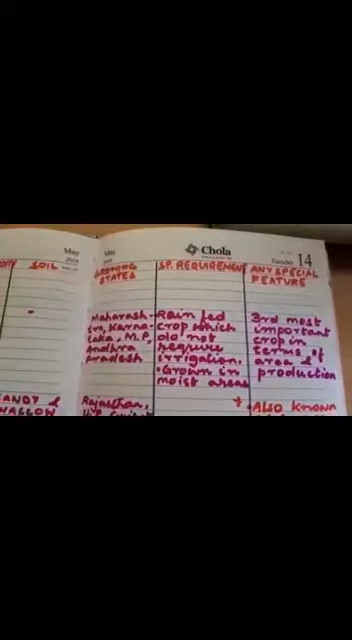 May
May
Chola
Tuesday 14
SOIL
GROWING STATES
SP. REQUIREMENT
ANY SPECIAL FEATURE
Maharash-
tra, Karna-
taka, M.P,
Andhra
Pradesh
Rain fed
crop which
do not
require
irrigation.
•Grown in
moist areas
3rd most
important
crop in
terms of
area &
production
Rajasthan,
•Also known